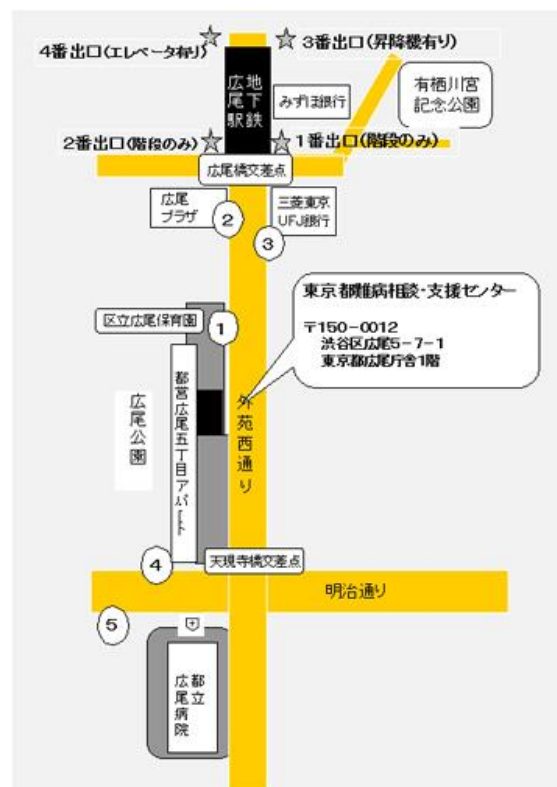 4番出口(エレベータ有り)
3番出口(昇降機有り)
地下鉄
広尾駅
みずほ銀行
有栖川宮
記念公園
2番出口(階段のみ)
1番出口(階段のみ)
広尾橋交差点
広尾
プラザ
2
三菱東京
UFJ銀行
3
東京都難病相談・支援センター
〒150-0012
渋谷区広尾5-7-1
東京都広尾庁舎1階
区立広尾保育園
1
広尾公園
都営広尾五丁目アパ
外苑西通り
4
天現寺橋交差点
明治通り
5
都立
広尾病院